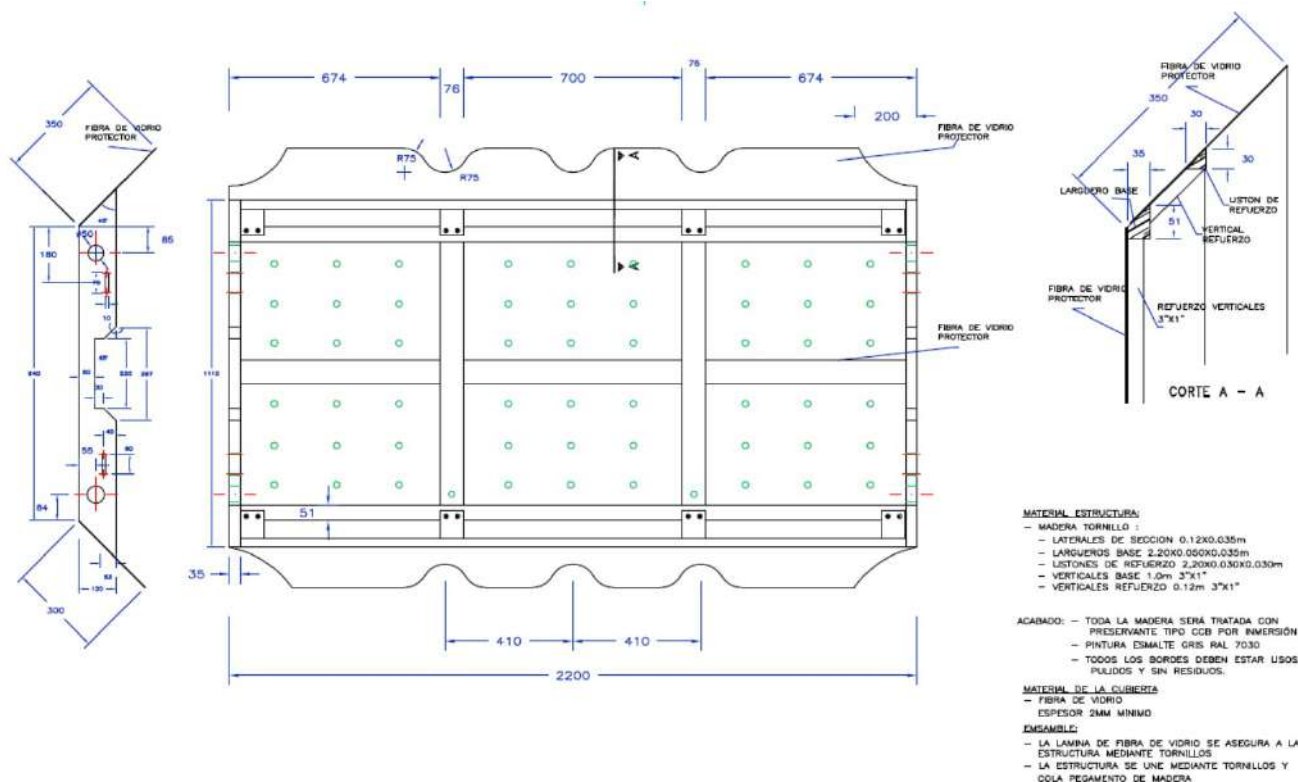 674
76
700
76
674
200
R75
R75
FIBRA DE VIDRIO
PROTECTOR
A
A
FIBRA DE VIDRIO
PROTECTOR
1110
51
35
410
410
2200
350
FIBRA DE VIDRIO
PROTECTOR
85
180
10
55
84
120
300
FIBRA DE VIDRIO
PROTECTOR
350
30
35
30
LARGUERO BASE
LISTON DE
REFUERZO
51
VERTICAL
REFUERZO
FIBRA DE VIDRIO
PROTECTOR
REFUERZO VERTICALES
3"X1"
CORTE A - A
MATERIAL ESTRUCTURA:
- MADERA TORNILLO :
- LATERALES DE SECCION 0.12X0.035m
- LARGUEROS BASE 2.20X0.050X0.035m
- LISTONES DE REFUERZO 2,20X0.030X0.030m
- VERTICALES BASE 1.0m 3"X1"
- VERTICALES REFUERZO 0.12m 3"X1"
ACABADO: - TODA LA MADERA SERÁ TRATADA CON
PRESERVANTE TIPO CCB POR INMERSIÓN
- PINTURA ESMALTE GRIS RAL 7030
- TODOS LOS BORDES DEBEN ESTAR LISOS
PULIDOS Y SIN RESIDUOS.
MATERIAL DE LA CUBIERTA
- FIBRA DE VIDRIO
ESPESOR 2MM MINIMO
EMSAMBLE:
- LA LAMINA DE FIBRA DE VIDRIO SE ASEGURA A LA
ESTRUCTURA MEDIANTE TORNILLOS
- LA ESTRUCTURA SE UNE MEDIANTE TORNILLOS Y
COLA PEGAMENTO DE MADERA